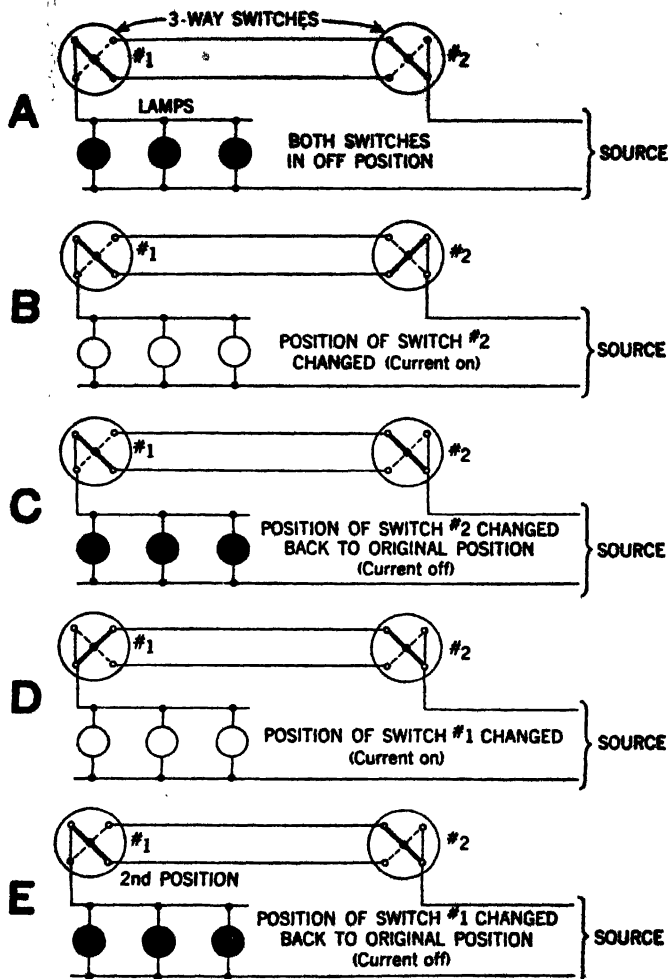 3-WAY SWITCHES
#1
#2
A
LAMPS
BOTH SWITCHES
IN OFF POSITION
SOURCE
#1
#2
B
POSITION OF SWITCH #2
CHANGED (Current on)
SOURCE
#1
#2
C
POSITION OF SWITCH #2 CHANGED
BACK TO ORIGINAL POSITION
(Current off)
SOURCE
#1
#2
D
POSITION OF SWITCH #1 CHANGED
(Current on)
SOURCE
#1
#2
2nd POSITION
E
POSITION OF SWITCH #1 CHANGED
BACK TO ORIGINAL POSITION
(Current off)
SOURCE